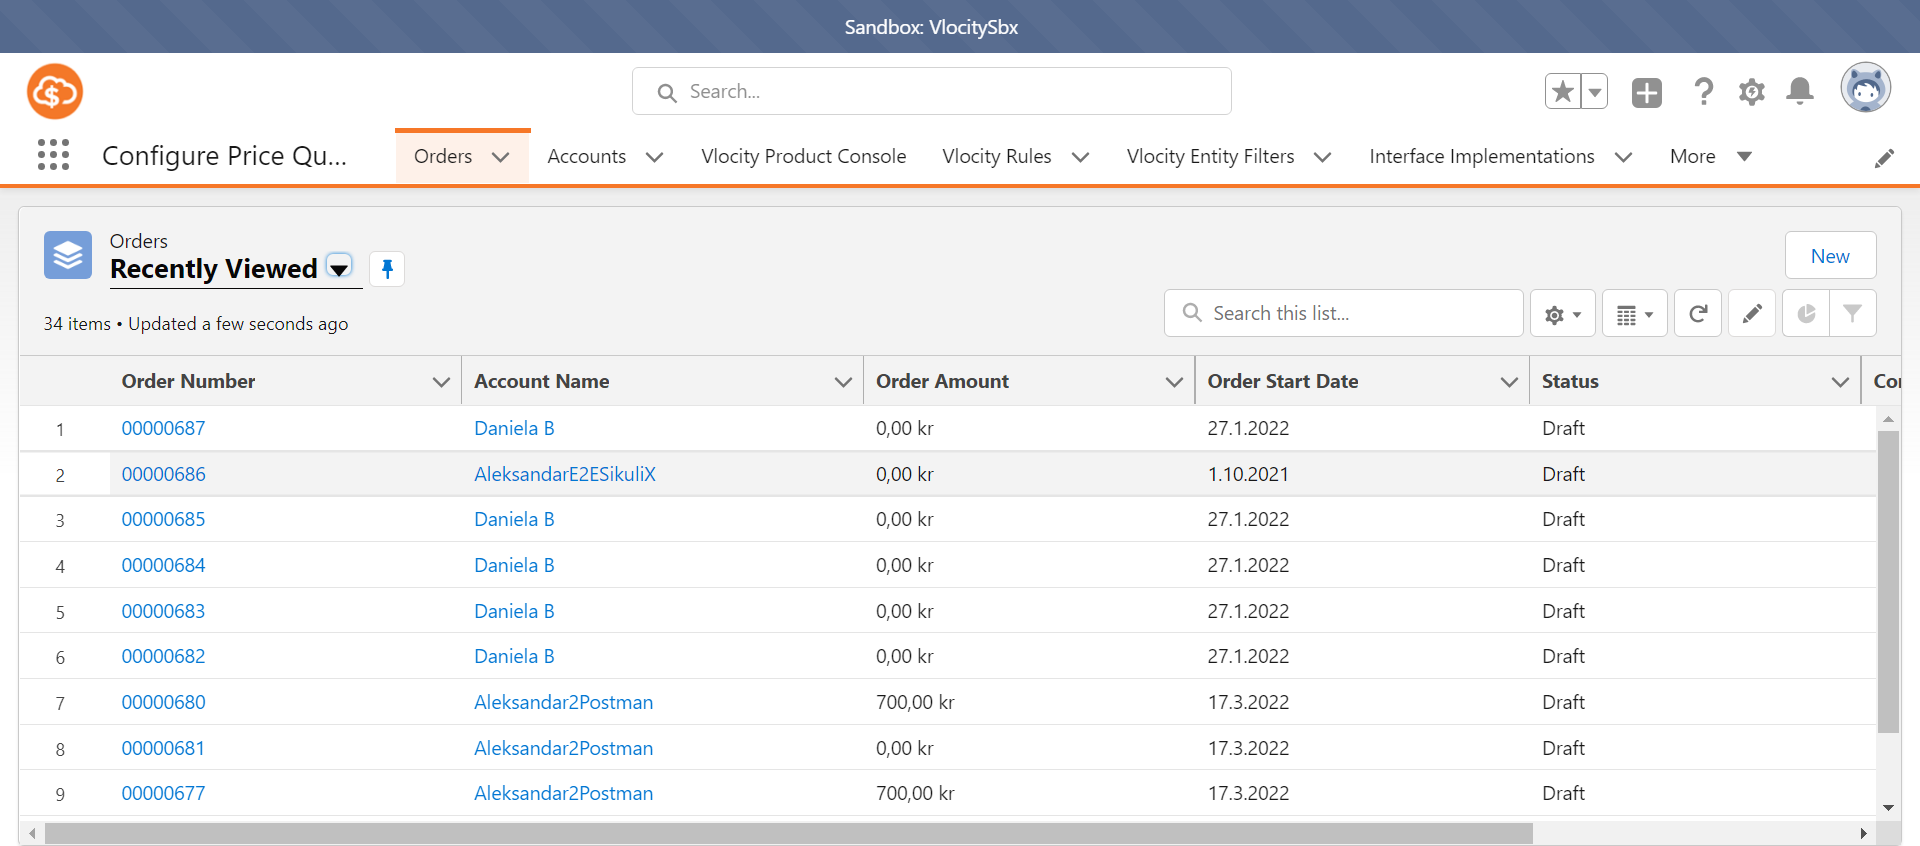 Sandbox: VlocitySbx
Search...
Configure Price Qu... Orders Accounts Vlocity Product Console Vlocity Rules Vlocity Entity Filters Interface Implementations More
Orders
Recently Viewed
New
34 items • Updated a few seconds ago
Search this list...
Order Number Account Name Order Amount Order Start Date Status Co
1 00000687 Daniela B 0,00 kr 27.1.2022 Draft
2 00000686 AleksandarE2ESikuliX 0,00 kr 1.10.2021 Draft
3 00000685 Daniela B 0,00 kr 27.1.2022 Draft
4 00000684 Daniela B 0,00 kr 27.1.2022 Draft
5 00000683 Daniela B 0,00 kr 27.1.2022 Draft
6 00000682 Daniela B 0,00 kr 27.1.2022 Draft
7 00000680 Aleksandar2Postman 700,00 kr 17.3.2022 Draft
8 00000681 Aleksandar2Postman 0,00 kr 17.3.2022 Draft
9 00000677 Aleksandar2Postman 700,00 kr 17.3.2022 Draft